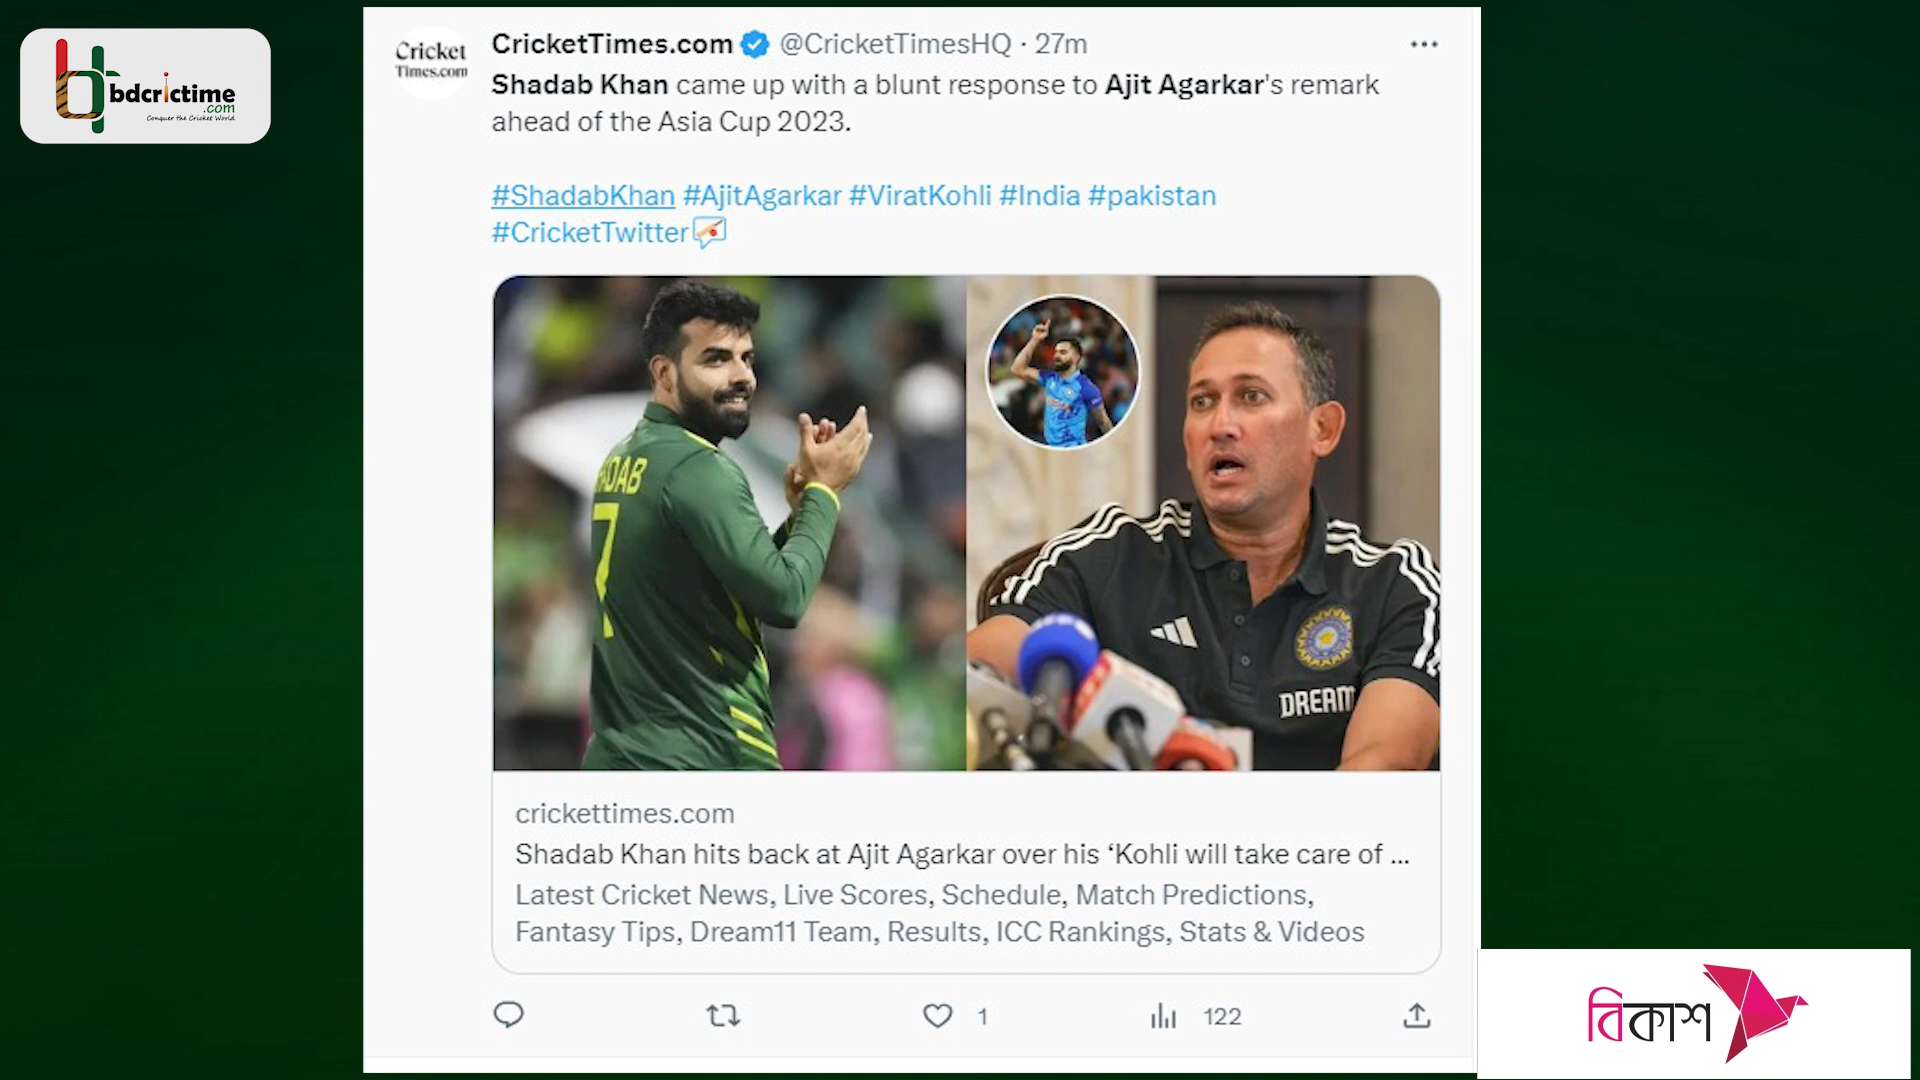 bdcrictime
.com
Conquer the Cricket World
Cricket
Times.com
CricketTimes.com @CricketTimesHQ · 27m
Shadab Khan came up with a blunt response to Ajit Agarkar's remark
ahead of the Asia Cup 2023.
#ShadabKhan #AjitAgarkar #ViratKohli #India #pakistan
#CricketTwitter
ADAB
7
DREAM
crickettimes.com
Shadab Khan hits back at Ajit Agarkar over his ‘Kohli will take care of ...
Latest Cricket News, Live Scores, Schedule, Match Predictions,
Fantasy Tips, Dream11 Team, Results, ICC Rankings, Stats & Videos
1
122
বিকাশ